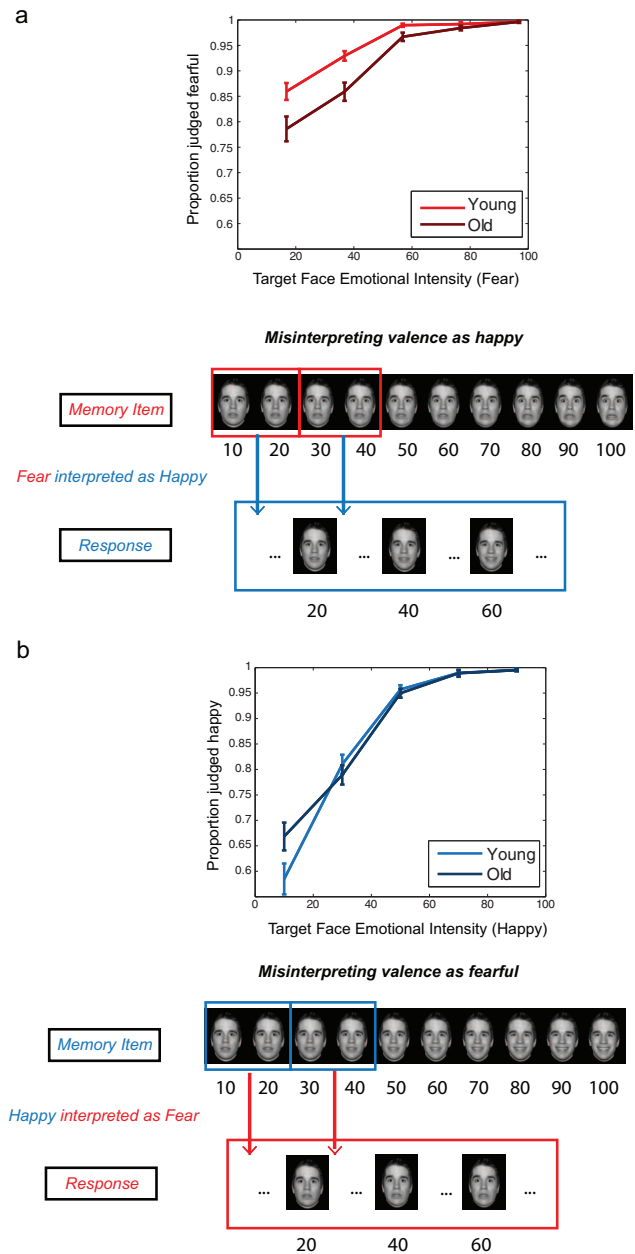 a
1
0.95
0.9
0.85
0.8
0.75
0.7
0.65
0.6
Proportion judged fearful
Young
Old
0 20 40 60 80 100
Target Face Emotional Intensity (Fear)
Misinterpreting valence as happy
Memory Item
10 20 30 40 50 60 70 80 90 100
Fear interpreted as Happy
Response
... ... ... ...
20 40 60
b
1
0.95
0.9
0.85
0.8
0.75
0.7
0.65
0.6
Proportion judged happy
Young
Old
0 20 40 60 80 100
Target Face Emotional Intensity (Happy)
Misinterpreting valence as fearful
Memory Item
10 20 30 40 50 60 70 80 90 100
Happy interpreted as Fear
Response
... ... ... ...
20 40 60